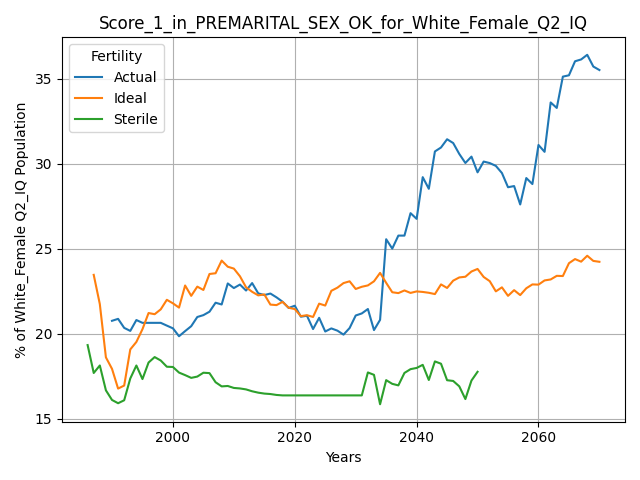 Score_1_in_PREMARITAL_SEX_OK_for_White_Female_Q2_IQ
Fertility
Actual
Ideal
Sterile
% of White_Female Q2_IQ Population
35
30
25
20
15
2000
2020
2040
2060
Years